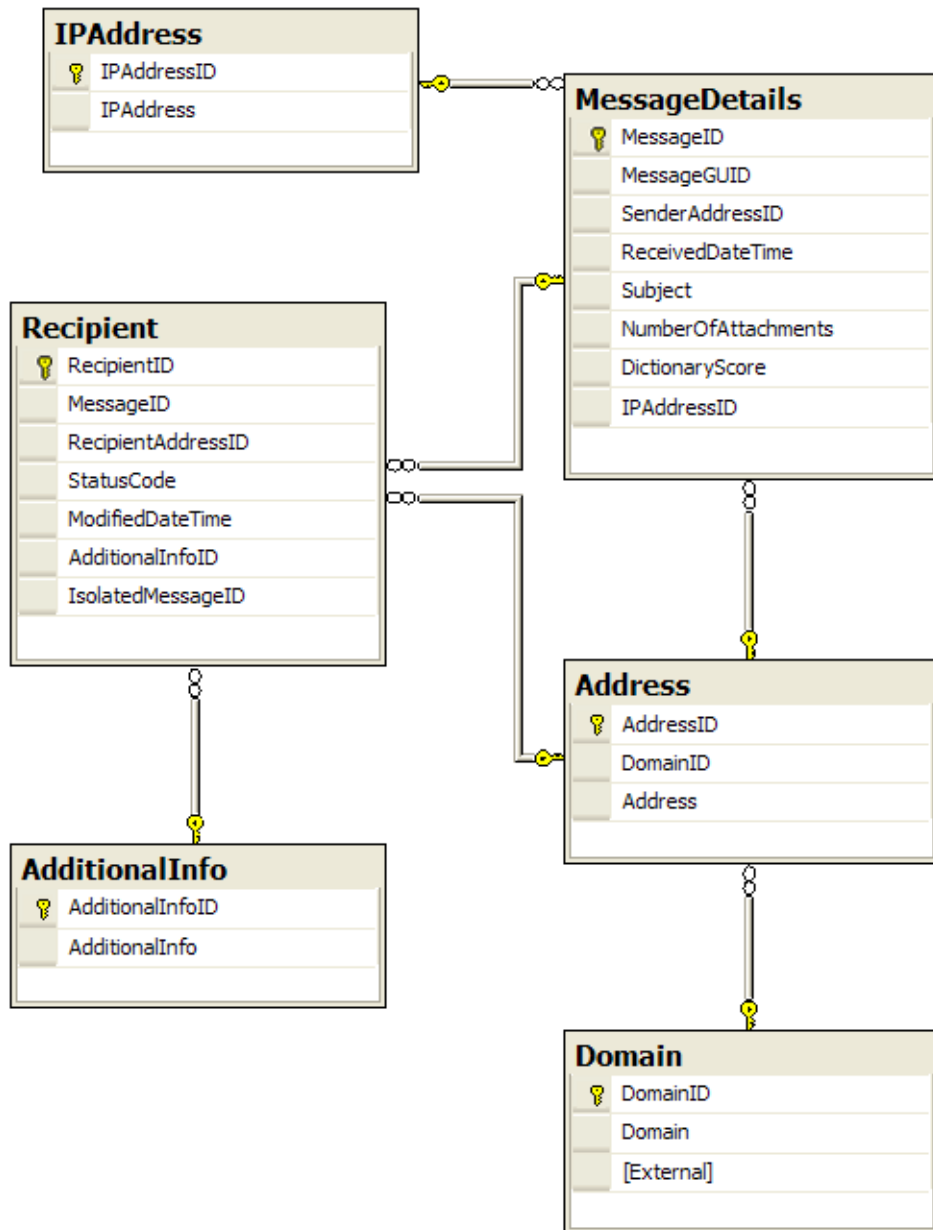 IPAddress
IPAddressID
IPAddress
MessageDetails
MessageID
MessageGUID
SenderAddressID
ReceivedDateTime
Subject
NumberOfAttachments
DictionaryScore
IPAddressID
Recipient
RecipientID
MessageID
RecipientAddressID
StatusCode
ModifiedDateTime
AdditionalInfoID
IsolatedMessageID
Address
AddressID
DomainID
Address
AdditionalInfo
AdditionalInfoID
AdditionalInfo
Domain
DomainID
Domain
[External]